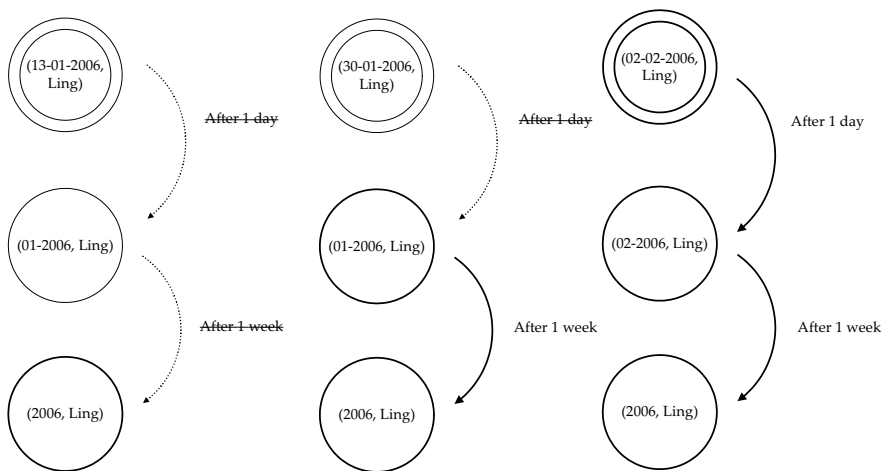 (13-01-2006,
Ling)
After 1 day
(01-2006, Ling)
After 1 week
(2006, Ling)
(30-01-2006,
Ling)
After 1 day
(01-2006, Ling)
After 1 week
(2006, Ling)
(02-02-2006,
Ling)
After 1 day
(02-2006, Ling)
After 1 week
(2006, Ling)